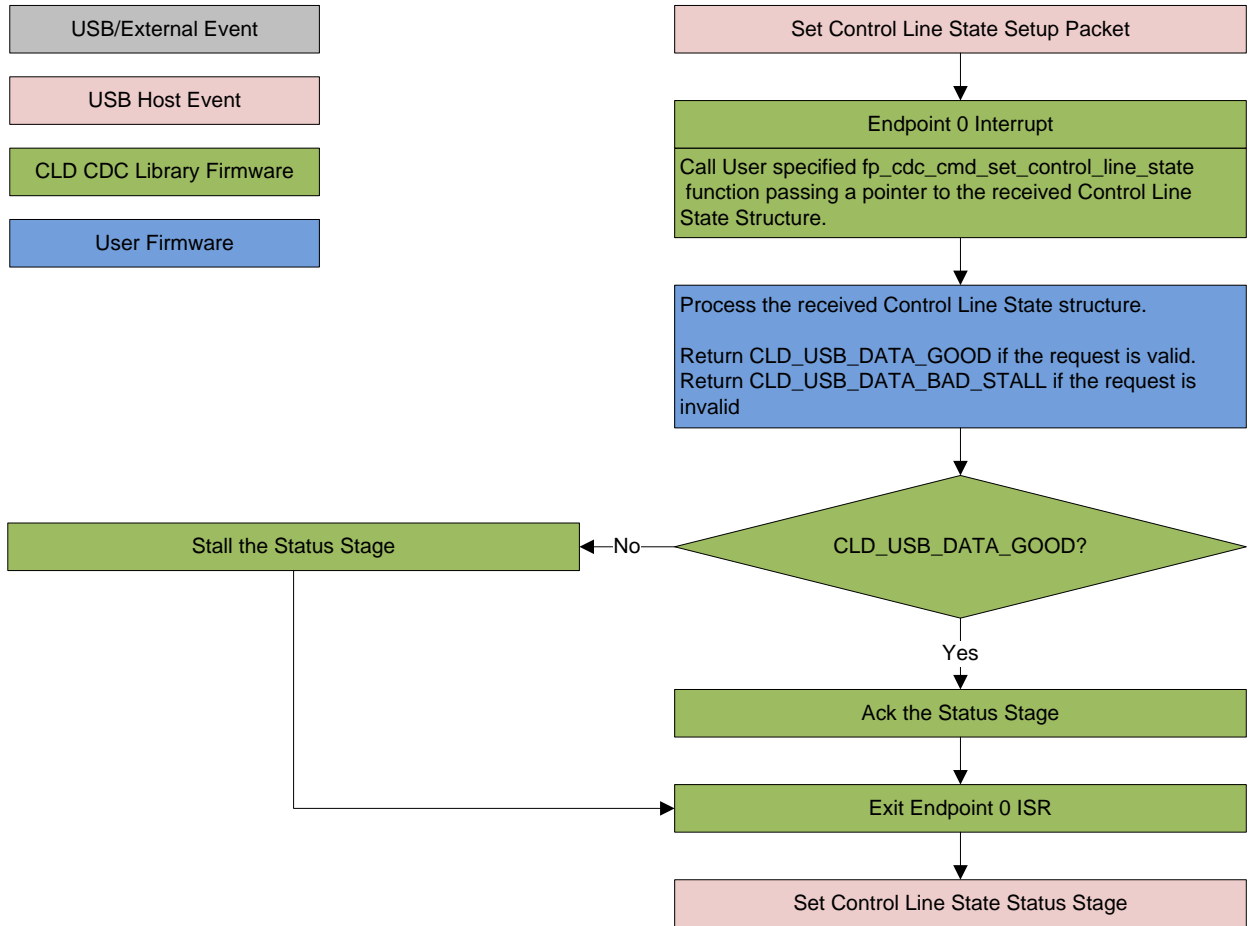 USB/External Event
USB Host Event
CLD CDC Library Firmware
User Firmware
Set Control Line State Setup Packet
Endpoint 0 Interrupt
Call User specified fp_cdc_cmd_set_control_line_state
function passing a pointer to the received Control Line
State Structure.
Process the received Control Line State structure.
Return CLD_USB_DATA_GOOD if the request is valid.
Return CLD_USB_DATA_BAD_STALL if the request is
invalid
Stall the Status Stage
No
CLD_USB_DATA_GOOD?
Yes
Ack the Status Stage
Exit Endpoint 0 ISR
Set Control Line State Status Stage